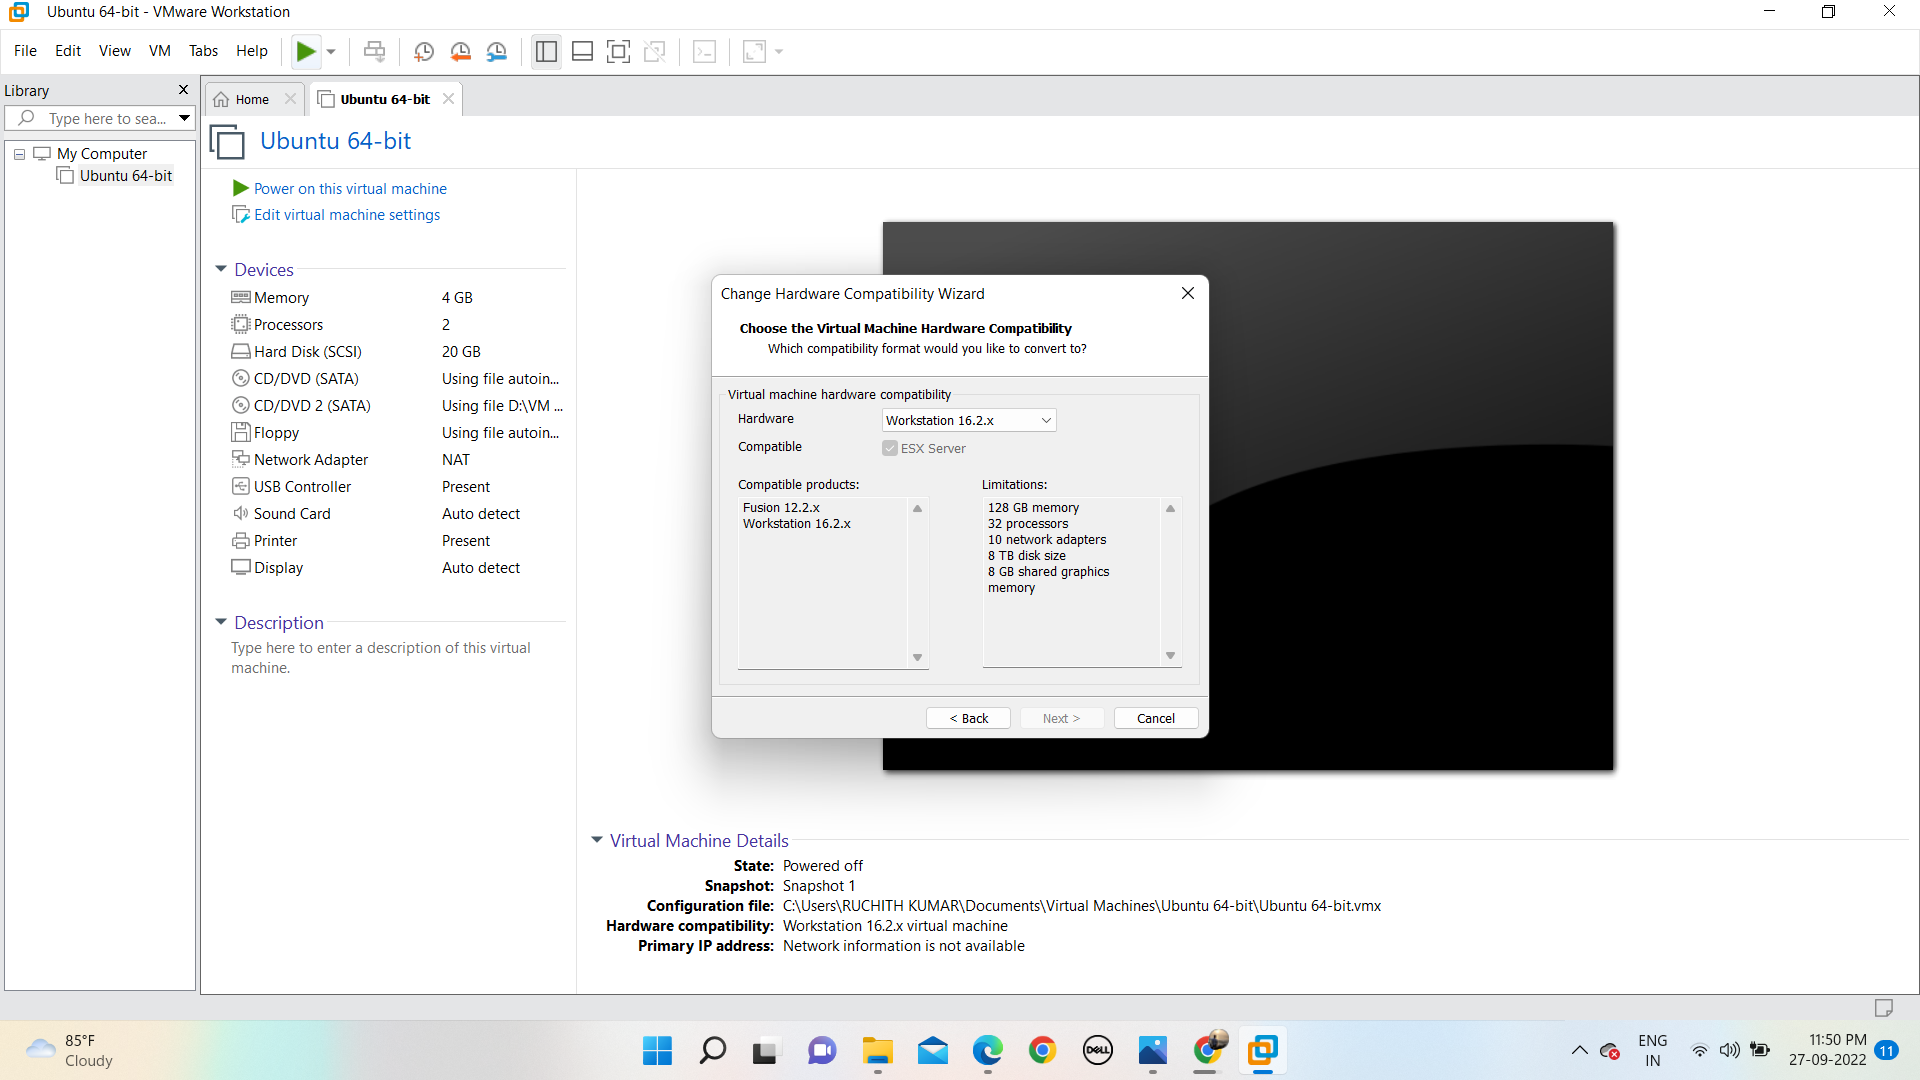 Ubuntu 64-bit - VMware Workstation
File Edit View VM Tabs Help
Library
Type here to sea...
My Computer
Ubuntu 64-bit
Home
Ubuntu 64-bit
Ubuntu 64-bit
Power on this virtual machine
Edit virtual machine settings
Devices
Memory 4 GB
Processors 2
Hard Disk (SCSI) 20 GB
CD/DVD (SATA) Using file autoin...
CD/DVD 2 (SATA) Using file D:\VM ...
Floppy Using file autoin...
Network Adapter NAT
USB Controller Present
Sound Card Auto detect
Printer Present
Display Auto detect
Description
Type here to enter a description of this virtual
machine.
Change Hardware Compatibility Wizard
Choose the Virtual Machine Hardware Compatibility
Which compatibility format would you like to convert to?
Virtual machine hardware compatibility
Hardware Workstation 16.2.x
Compatible ESX Server
Compatible products:
Fusion 12.2.x
Workstation 16.2.x
Limitations:
128 GB memory
32 processors
10 network adapters
8 TB disk size
8 GB shared graphics
memory
< Back Next > Cancel
Virtual Machine Details
State: Powered off
Snapshot: Snapshot 1
Configuration file: C:\Users\RUCHITH KUMAR\Documents\Virtual Machines\Ubuntu 64-bit\Ubuntu 64-bit.vmx
Hardware compatibility: Workstation 16.2.x virtual machine
Primary IP address: Network information is not available
85°F
Cloudy
DELL
ENG
IN
11:50 PM
27-09-2022
11